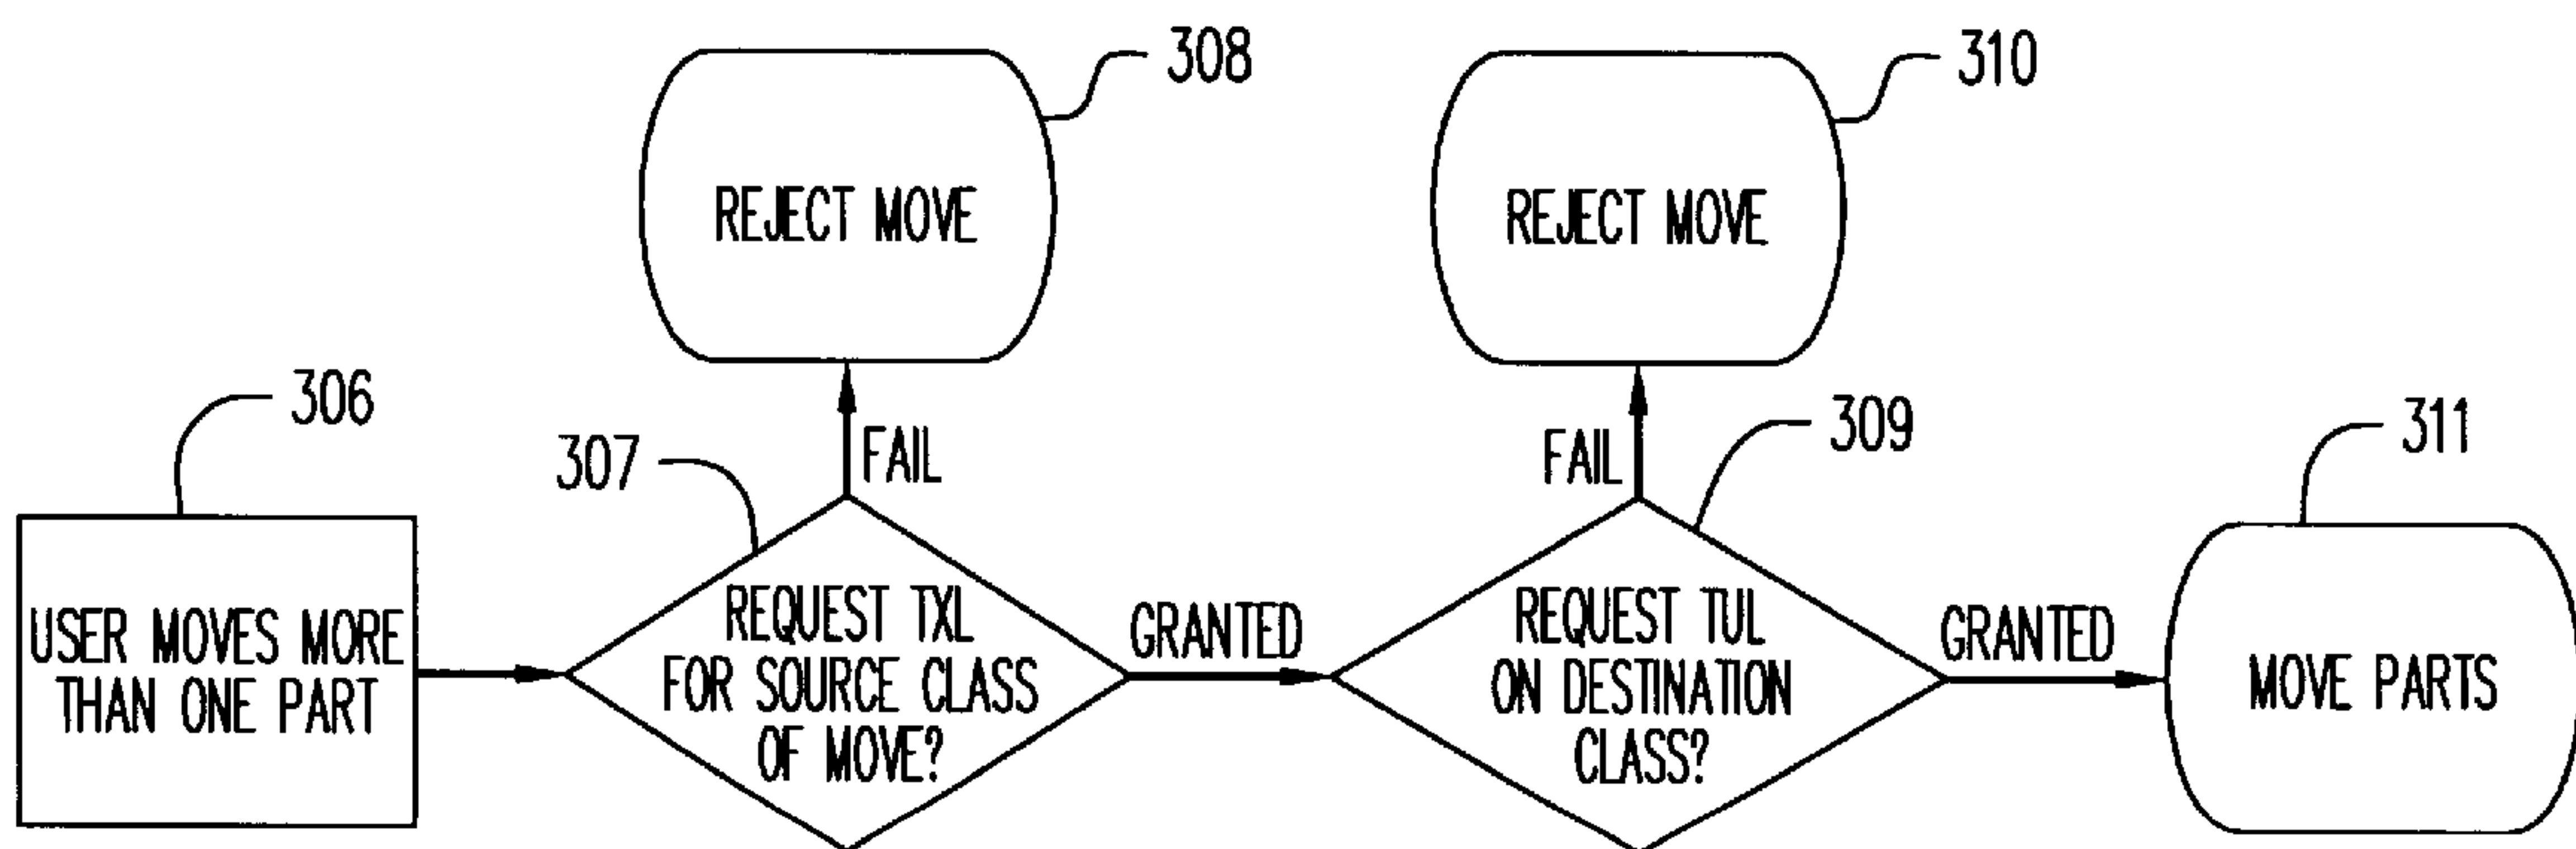 308
310
REJECT MOVE
REJECT MOVE
306
307
FAIL
FAIL
309
311
USER MOVES MORE
THAN ONE PART
REQUEST TXL
FOR SOURCE CLASS
OF MOVE?
GRANTED
REQUEST TUL
ON DESTINATION
CLASS?
GRANTED
MOVE PARTS